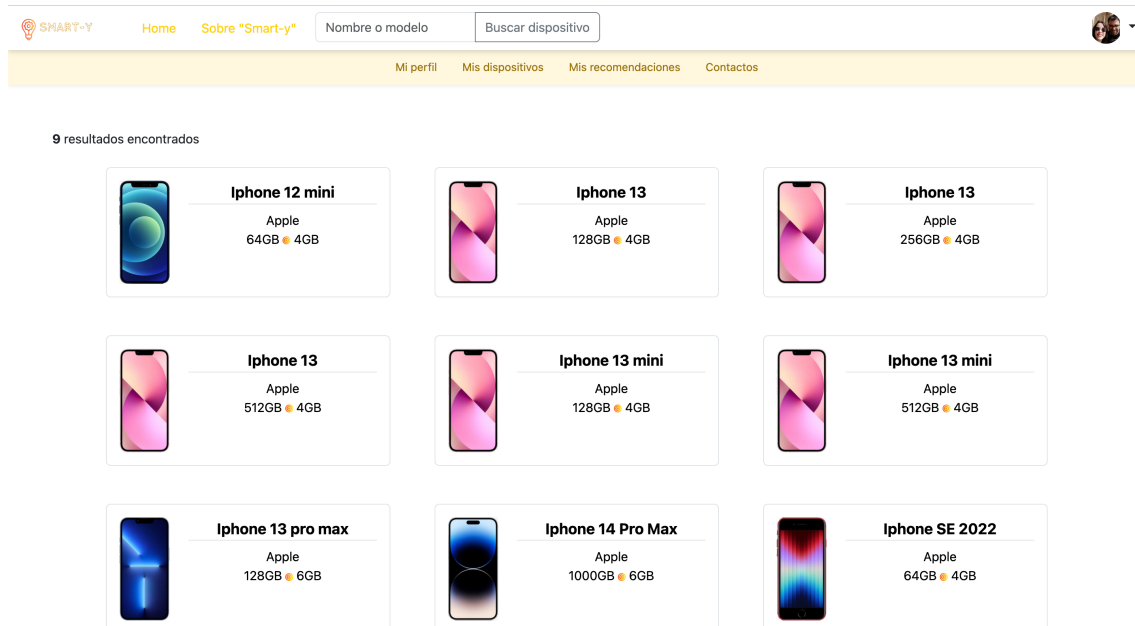 SMART-Y Home Sobre "Smart-y" Nombre o modelo Buscar dispositivo
Mi perfil Mis dispositivos Mis recomendaciones Contactos
9 resultados encontrados
Iphone 12 mini
Apple
64GB 4GB
Iphone 13
Apple
128GB 4GB
Iphone 13
Apple
256GB 4GB
Iphone 13
Apple
512GB 4GB
Iphone 13 mini
Apple
128GB 4GB
Iphone 13 mini
Apple
512GB 4GB
Iphone 13 pro max
Apple
128GB 6GB
Iphone 14 Pro Max
Apple
1000GB 6GB
Iphone SE 2022
Apple
64GB 4GB